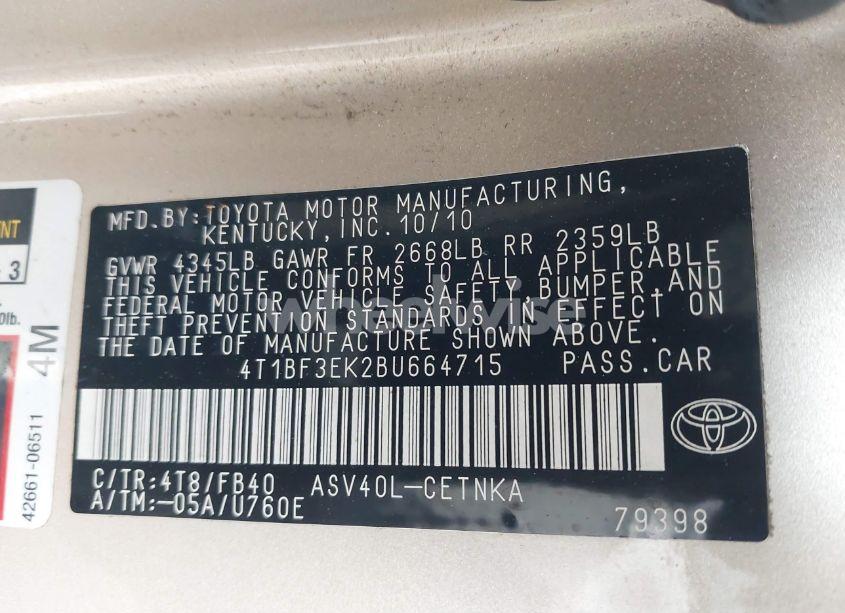 MFD.BY:TOYOTA MOTOR MANUFACTURING,
KENTUCKY,INC.10/10
GVWR 4345LB GAWR FR 2668LB RR 2359LB
THIS VEHICLE CONFORMS TO ALL APPLICABLE
FEDERAL MOTOR VEHICLE SAFETY,BUMPER,AND
THEFT PREVENTION STANDARDS IN EFFECT ON
THE DATE OF MANUFACTURE SHOWN ABOVE.
4T1BF3EK2BU664715 PASS.CAR
C/TR:4T8/FB40 ASV40L-CETNKA
A/TM:-05A/U760E
79398
wheelwise
3
4M
42661-06511